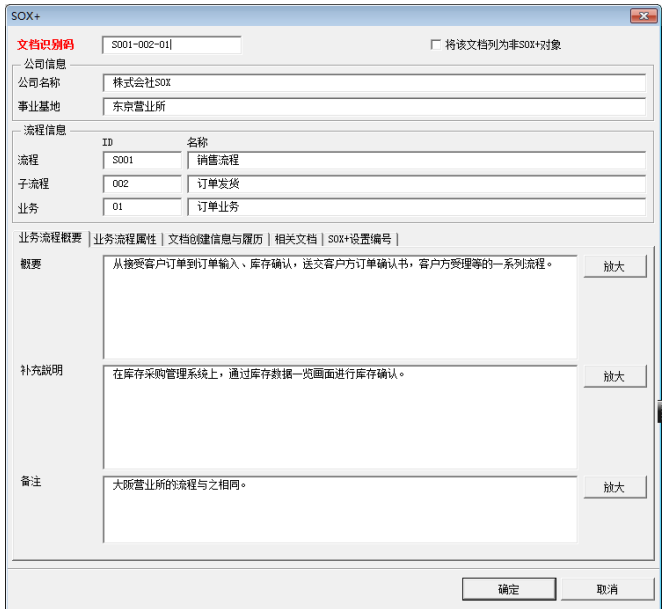 SOX+
文档识别码 S001-002-01
将该文档列为非SOX+对象
公司信息
公司名称 株式会社SOX
事业基地 东京营业所
流程信息
ID 名称
流程 S001 销售流程
子流程 002 订单发货
业务 01 订单业务
业务流程概要 业务流程属性 文档创建信息与履历 相关文档 SOX+设置编号
概要 从接受客户订单到订单输入、库存确认，送交客户方订单确认书，客户方受理等的一系列流程。 放大
补充説明 在库存采购管理系统上，通过库存数据一览画面进行库存确认。 放大
备注 大阪营业所的流程与之相同。 放大
确定 取消